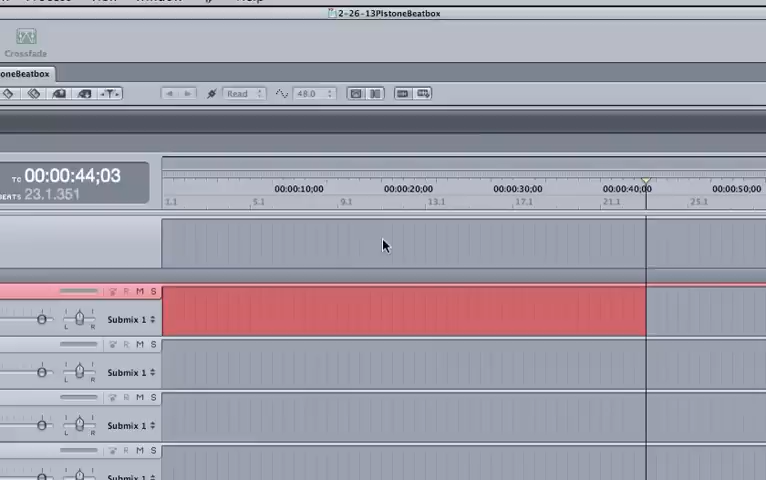 2-26-13PIstoneBeatbox
Crossfade
oneBeatbox
Read
48.0
TC 00:00:44;03
BEATS 23.1.351
00:00:10;00 00:00:20;00 00:00:30;00 00:00:40;00 00:00:50;00
1.1 5.1 9.1 13.1 17.1 21.1 25.1
R M S
L R Submix 1
R M S
L R Submix 1
R M S
L R Submix 1
R M S
Submix 1